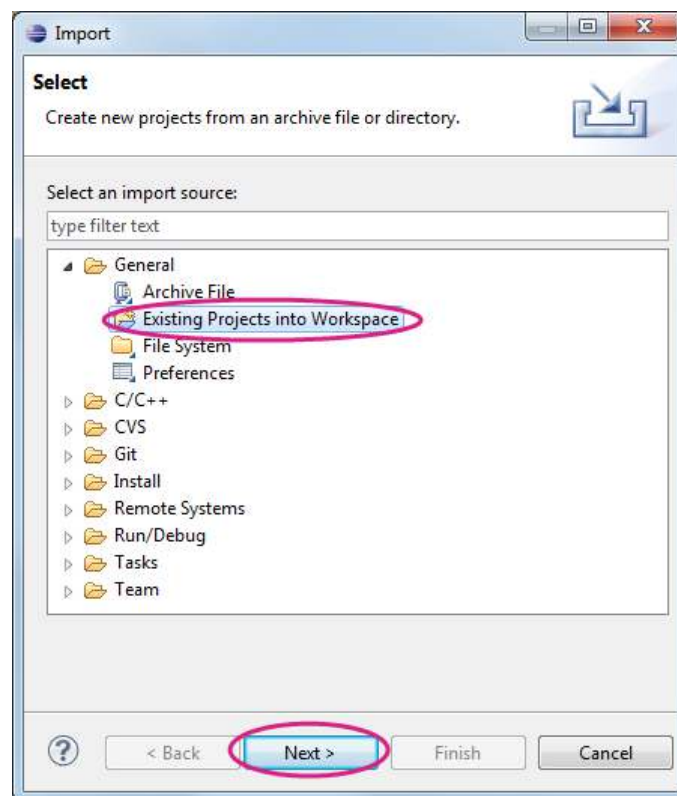 Import
Select
Create new projects from an archive file or directory.
Select an import source:
type filter text
General
Archive File
Existing Projects into Workspace
File System
Preferences
C/C++
CVS
Git
Install
Remote Systems
Run/Debug
Tasks
Team
? < Back Next > Finish Cancel